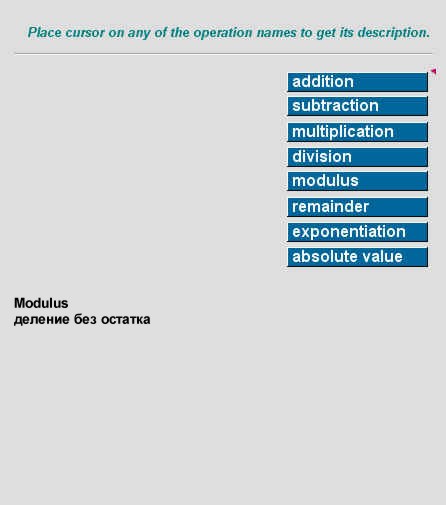 Place cursor on any of the operation names to get its description.
addition
subtraction
multiplication
division
modulus
remainder
exponentiation
absolute value
Modulus
деление без остатка